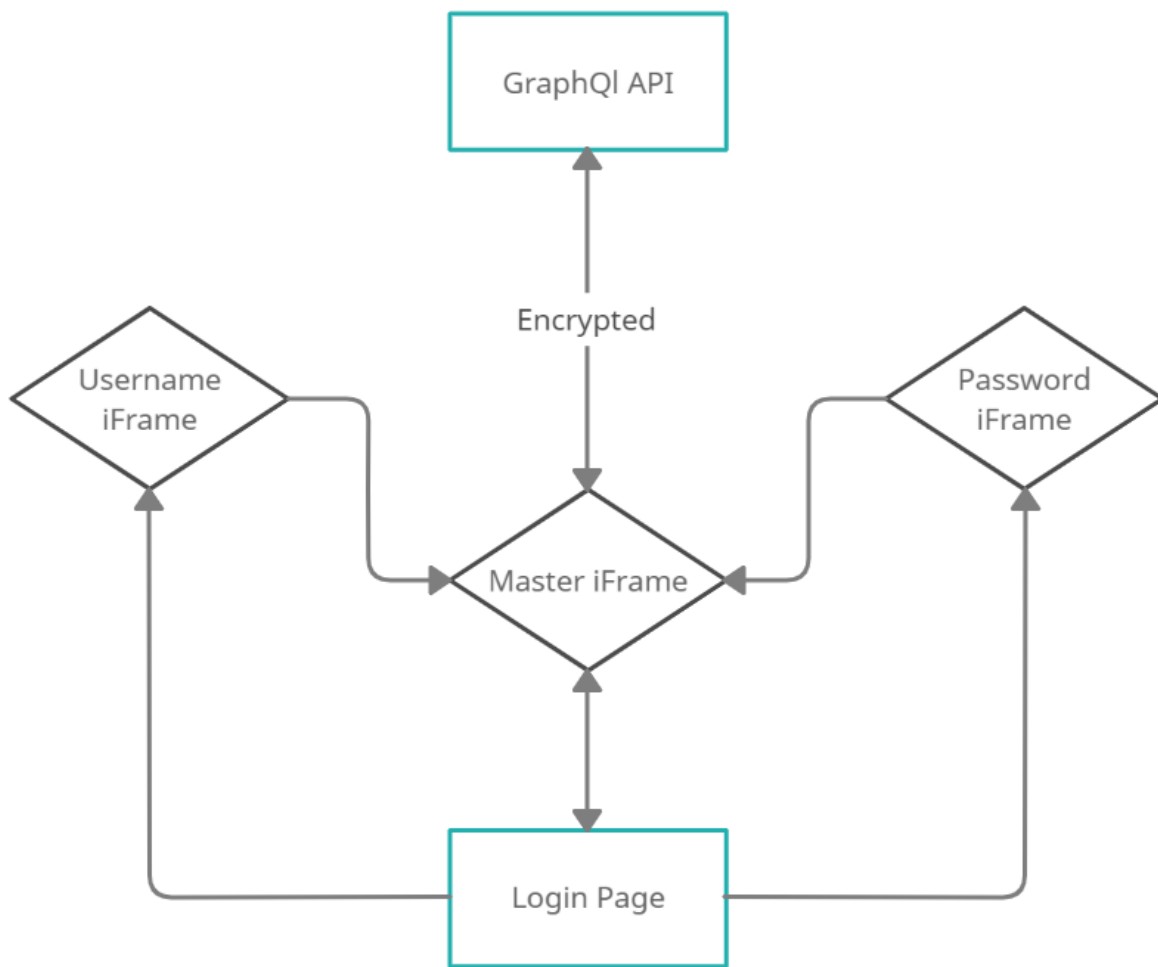 GraphQl API
Encrypted
Username
iFrame
Password
iFrame
Master iFrame
Login Page